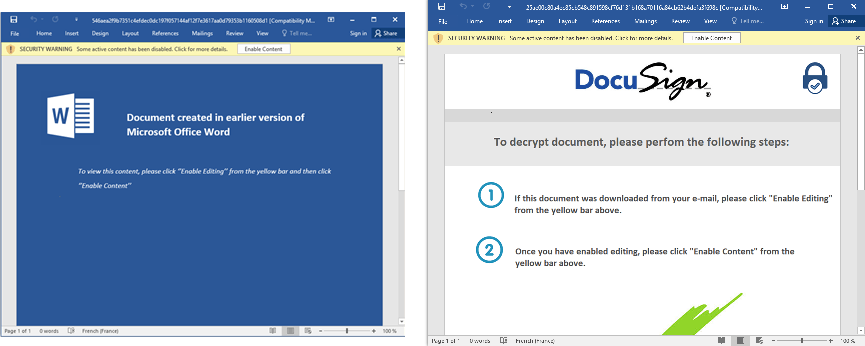 [Compatibility M...
File Home Insert Design Layout References Mailings Review View Tell me... Sign in Share
SECURITY WARNING Some active content has been disabled. Click for more details. Enable Content
W
Document created in earlier version of
Microsoft Office Word
To view this content, please click "Enable Editing" from the yellow bar and then click
"Enable Content"
Page 1 of 1 0 words French (France) 100 %
[Compatibility...
File Home Insert Design Layout References Mailings Review View Tell me... Sign in Share
SECURITY WARNING Some active content has been disabled. Click for more details. Enable Content
DocuSign®
To decrypt document, please perfom the following steps:
1 If this document was downloaded from your e-mail, please click "Enable Editing"
from the yellow bar above.
2 Once you have enabled editing, please click "Enable Content" from the
yellow bar above.
Page 1 of 1 0 words French (France) 100 %